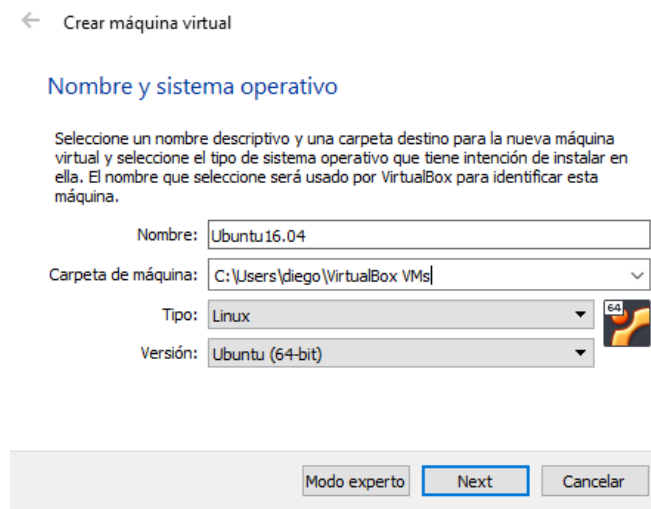 Crear máquina virtual
Nombre y sistema operativo
Seleccione un nombre descriptivo y una carpeta destino para la nueva máquina
virtual y seleccione el tipo de sistema operativo que tiene intención de instalar en
ella. El nombre que seleccione será usado por VirtualBox para identificar esta
máquina.
Nombre: Ubuntu16.04
Carpeta de máquina: C:\Users\diego\VirtualBox VMs
Tipo: Linux
64
Versión: Ubuntu (64-bit)
Modo experto Next Cancelar